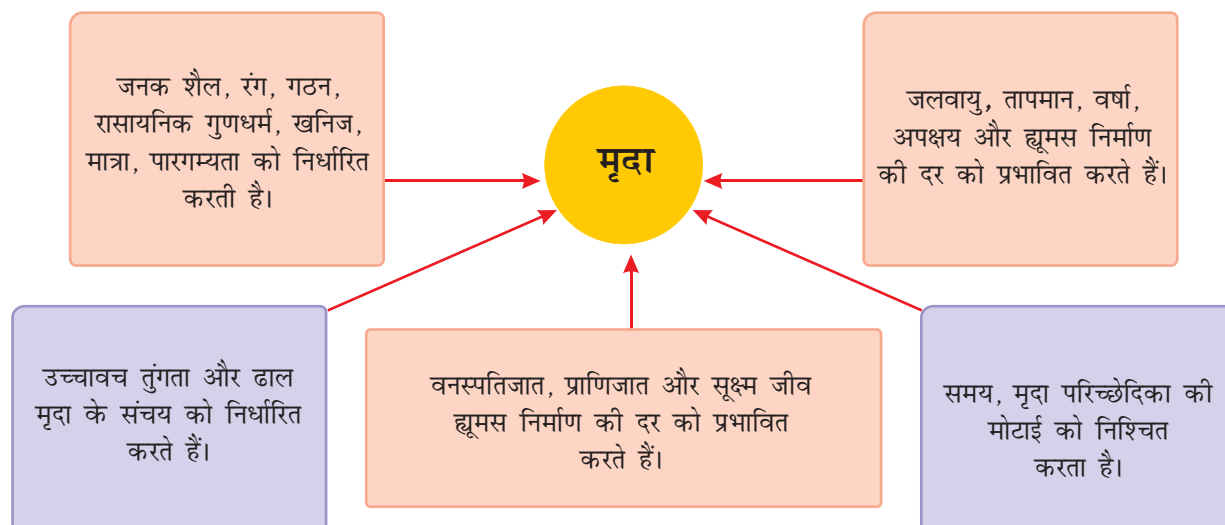 जनक शैल, रंग, गठन,
रासायनिक गुणधर्म, खनिज,
मात्रा, पारगम्यता को निर्धारित
करती है।
मृदा
जलवायु, तापमान, वर्षा,
अपक्षय और ह्यूमस निर्माण
की दर को प्रभावित करते हैं।
उच्चावच तुंगता और ढाल
मृदा के संचय को निर्धारित
करते हैं।
वनस्पतिजात, प्राणिजात और सूक्ष्म जीव
ह्यूमस निर्माण की दर को प्रभावित
करते हैं।
समय, मृदा परिच्छेदिका की
मोटाई को निश्चित
करता है।